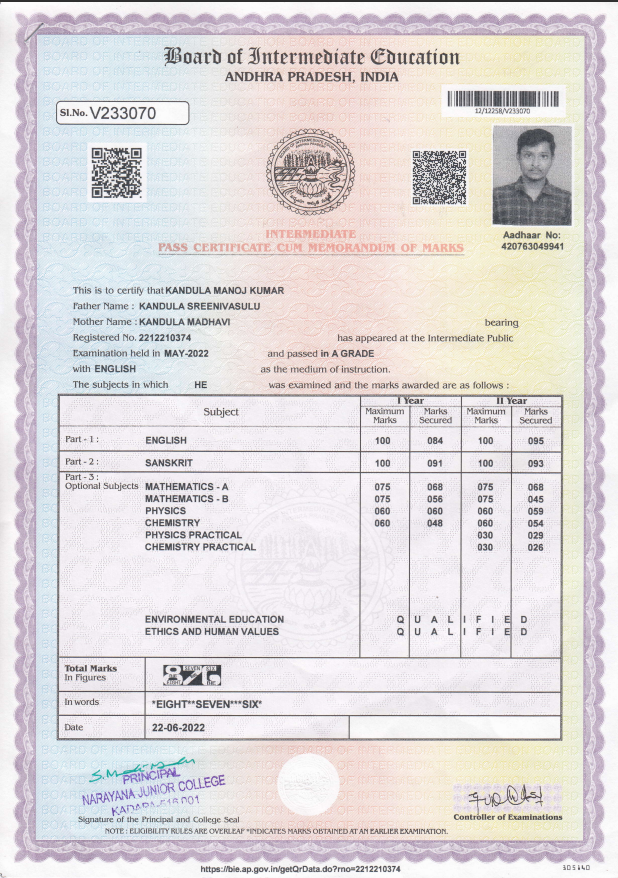 Board of Intermediate Education
ANDHRA PRADESH, INDIA
12/12258/V233070
Sl.No. V233070
INTERMEDIATE
PASS CERTIFICATE CUM MEMORANDUM OF MARKS
Aadhaar No:
420763049941
This is to certify that KANDULA MANOJ KUMAR
Father Name : KANDULA SREENIVASULU
Mother Name : KANDULA MADHAVI bearing
Registered No. 2212210374 has appeared at the Intermediate Public
Examination held in MAY-2022 and passed in A GRADE
with ENGLISH as the medium of instruction.
The subjects in which HE was examined and the marks awarded are as follows :
Subject I Year II Year
Maximum Marks Marks Secured Maximum Marks Marks Secured
Part - 1 : ENGLISH 100 084 100 095
Part - 2 : SANSKRIT 100 091 100 093
Part - 3 :
Optional Subjects MATHEMATICS - A 075 068 075 068
MATHEMATICS - B 075 056 075 045
PHYSICS 060 060 060 059
CHEMISTRY 060 048 060 054
PHYSICS PRACTICAL 030 029
CHEMISTRY PRACTICAL 030 026
ENVIRONMENTAL EDUCATION Q U A L I F I E D
ETHICS AND HUMAN VALUES Q U A L I F I E D
Total Marks
In Figures 876
In words *EIGHT**SEVEN***SIX*
Date 22-06-2022
PRINCIPAL
NARAYANA JUNIOR COLLEGE
KADAPA-516 001
Signature of the Principal and College Seal
Controller of Examinations
NOTE : ELIGIBILITY RULES ARE OVERLEAF *INDICATES MARKS OBTAINED AT AN EARLIER EXAMINATION.
https://bie.ap.gov.in/getQrData.do?rno=2212210374